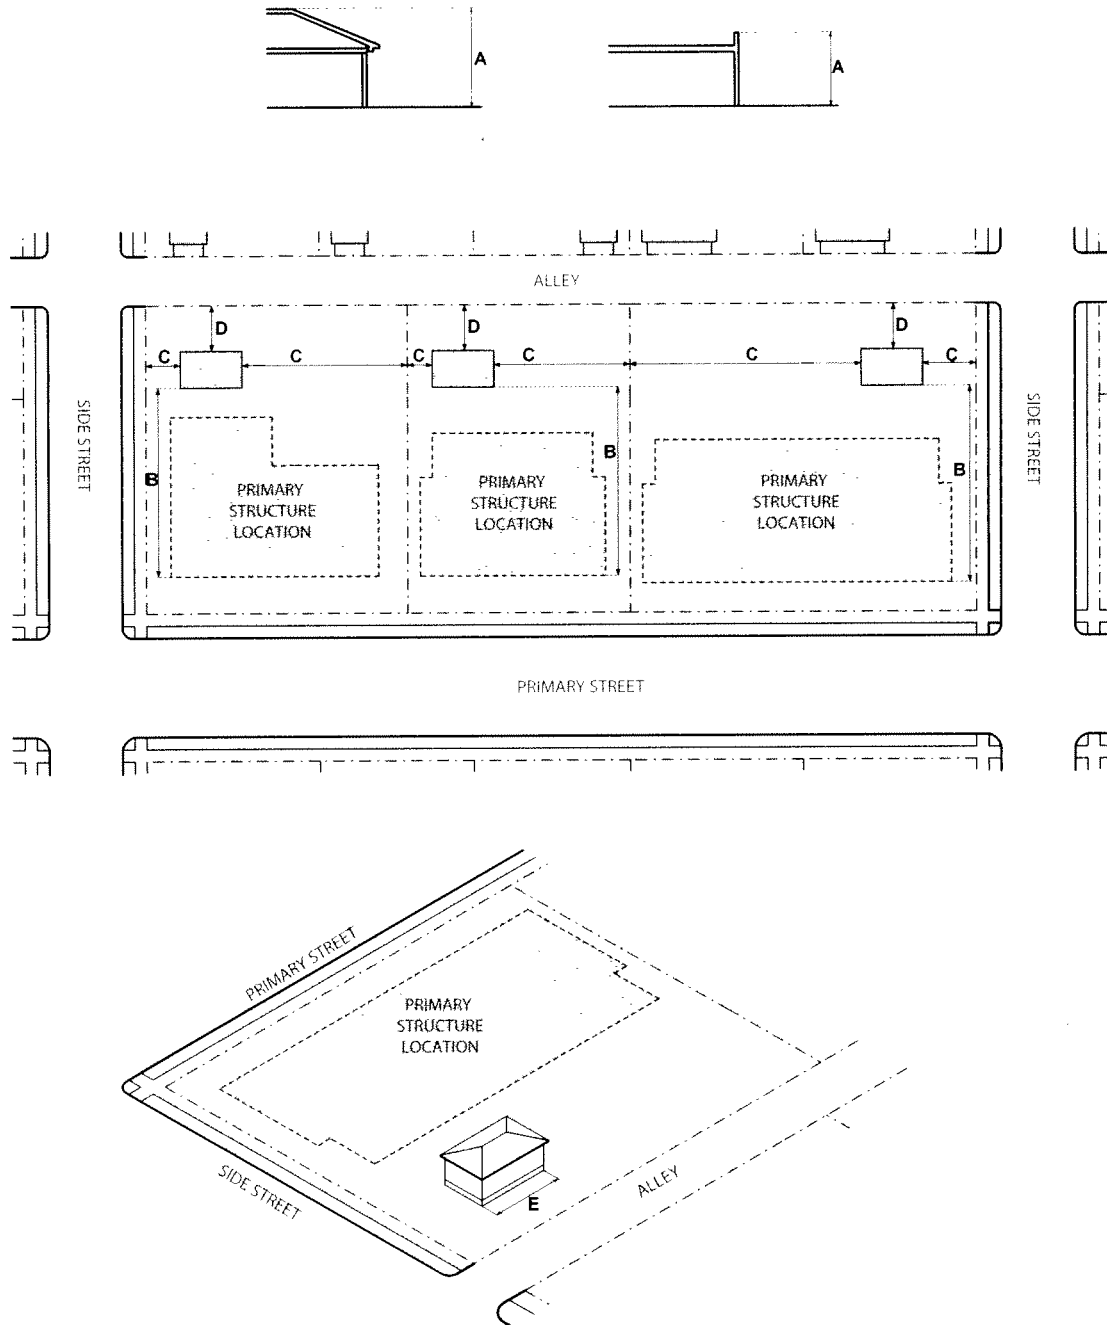 A
A
ALLEY
D
D
D
C
C
C
C
C
C
SIDE STREET
SIDE STREET
B
B
B
PRIMARY
STRUCTURE
LOCATION
PRIMARY
STRUCTURE
LOCATION
PRIMARY
STRUCTURE
LOCATION
PRIMARY STREET
PRIMARY STREET
PRIMARY
STRUCTURE
LOCATION
SIDE STREET
E
ALLEY